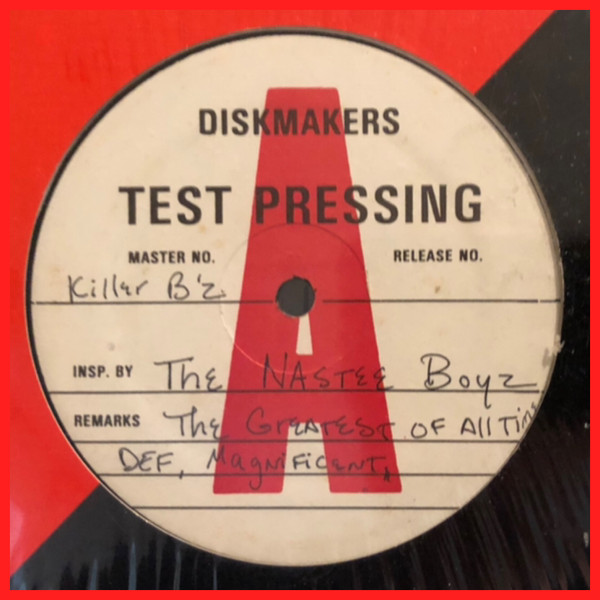 DISKMAKERS
TEST PRESSING
MASTER NO. RELEASE NO.
Killer B'z
INSP. BY The NASTEE Boyz
REMARKS The GREATEST OF All Time
DEF, MagNiFiCENT,
A